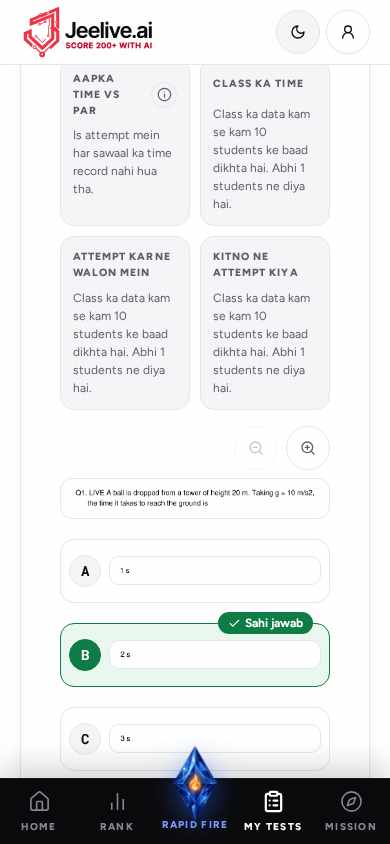 Jeelive.ai
SCORE 200+ WITH AI
AAPKA
TIME VS
PAR
Is attempt mein
har sawaal ka time
record nahi hua
tha.
CLASS KA TIME
Class ka data kam
se kam 10
students ke baad
dikhta hai. Abhi 1
students ne diya
hai.
ATTEMPT KARNE
WALON MEIN
Class ka data kam
se kam 10
students ke baad
dikhta hai. Abhi 1
students ne diya
hai.
KITNO NE
ATTEMPT KIYA
Class ka data kam
se kam 10
students ke baad
dikhta hai. Abhi 1
students ne diya
hai.
Q1. LIVE A ball is dropped from a tower of height 20 m. Taking g = 10 m/s2,
the time it takes to reach the ground is
A
1 s
Sahi jawab
B
2 s
C
3 s
HOME
RANK
RAPID FIRE
MY TESTS
MISSION